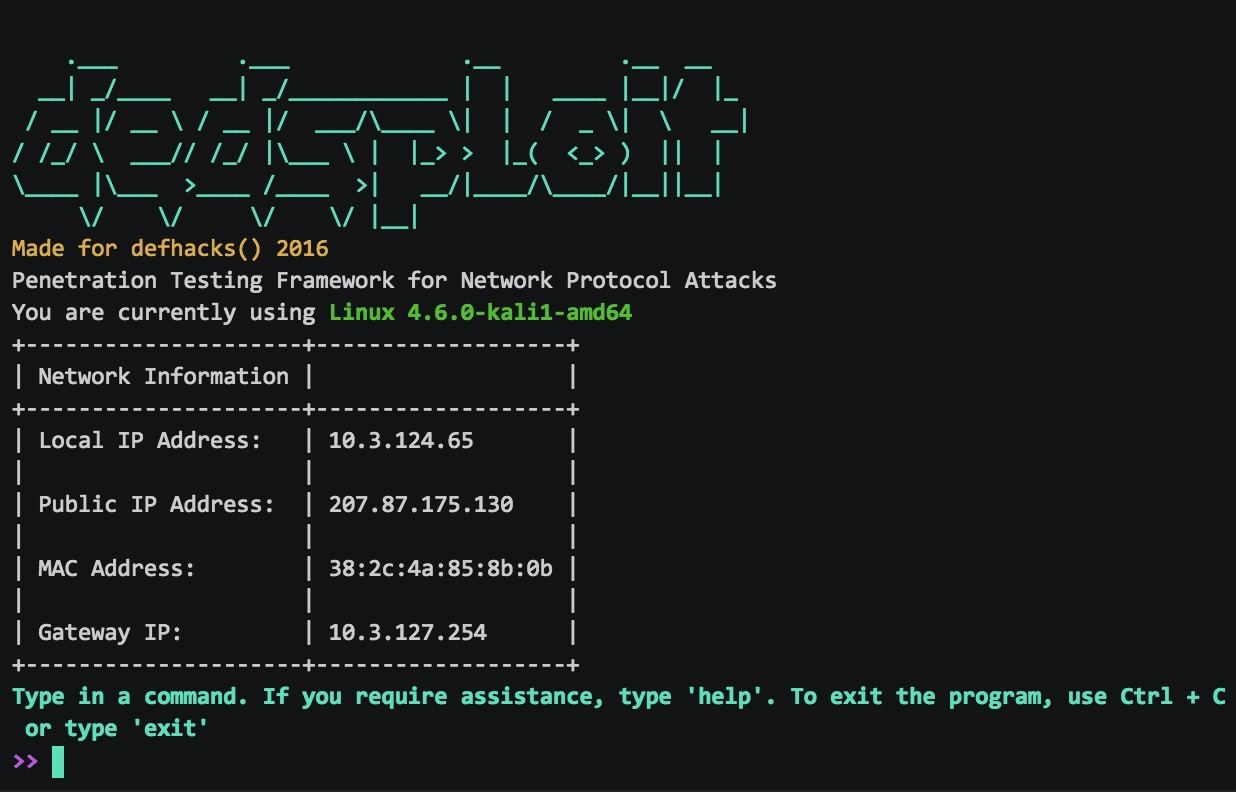 dedsploit
Made for defhacks() 2016
Penetration Testing Framework for Network Protocol Attacks
You are currently using Linux 4.6.0-kali1-amd64
Network Information
Local IP Address: 10.3.124.65
Public IP Address: 207.87.175.130
MAC Address: 38:2c:4a:85:8b:0b
Gateway IP: 10.3.127.254
Type in a command. If you require assistance, type 'help'. To exit the program, use Ctrl + C
or type 'exit'
>>